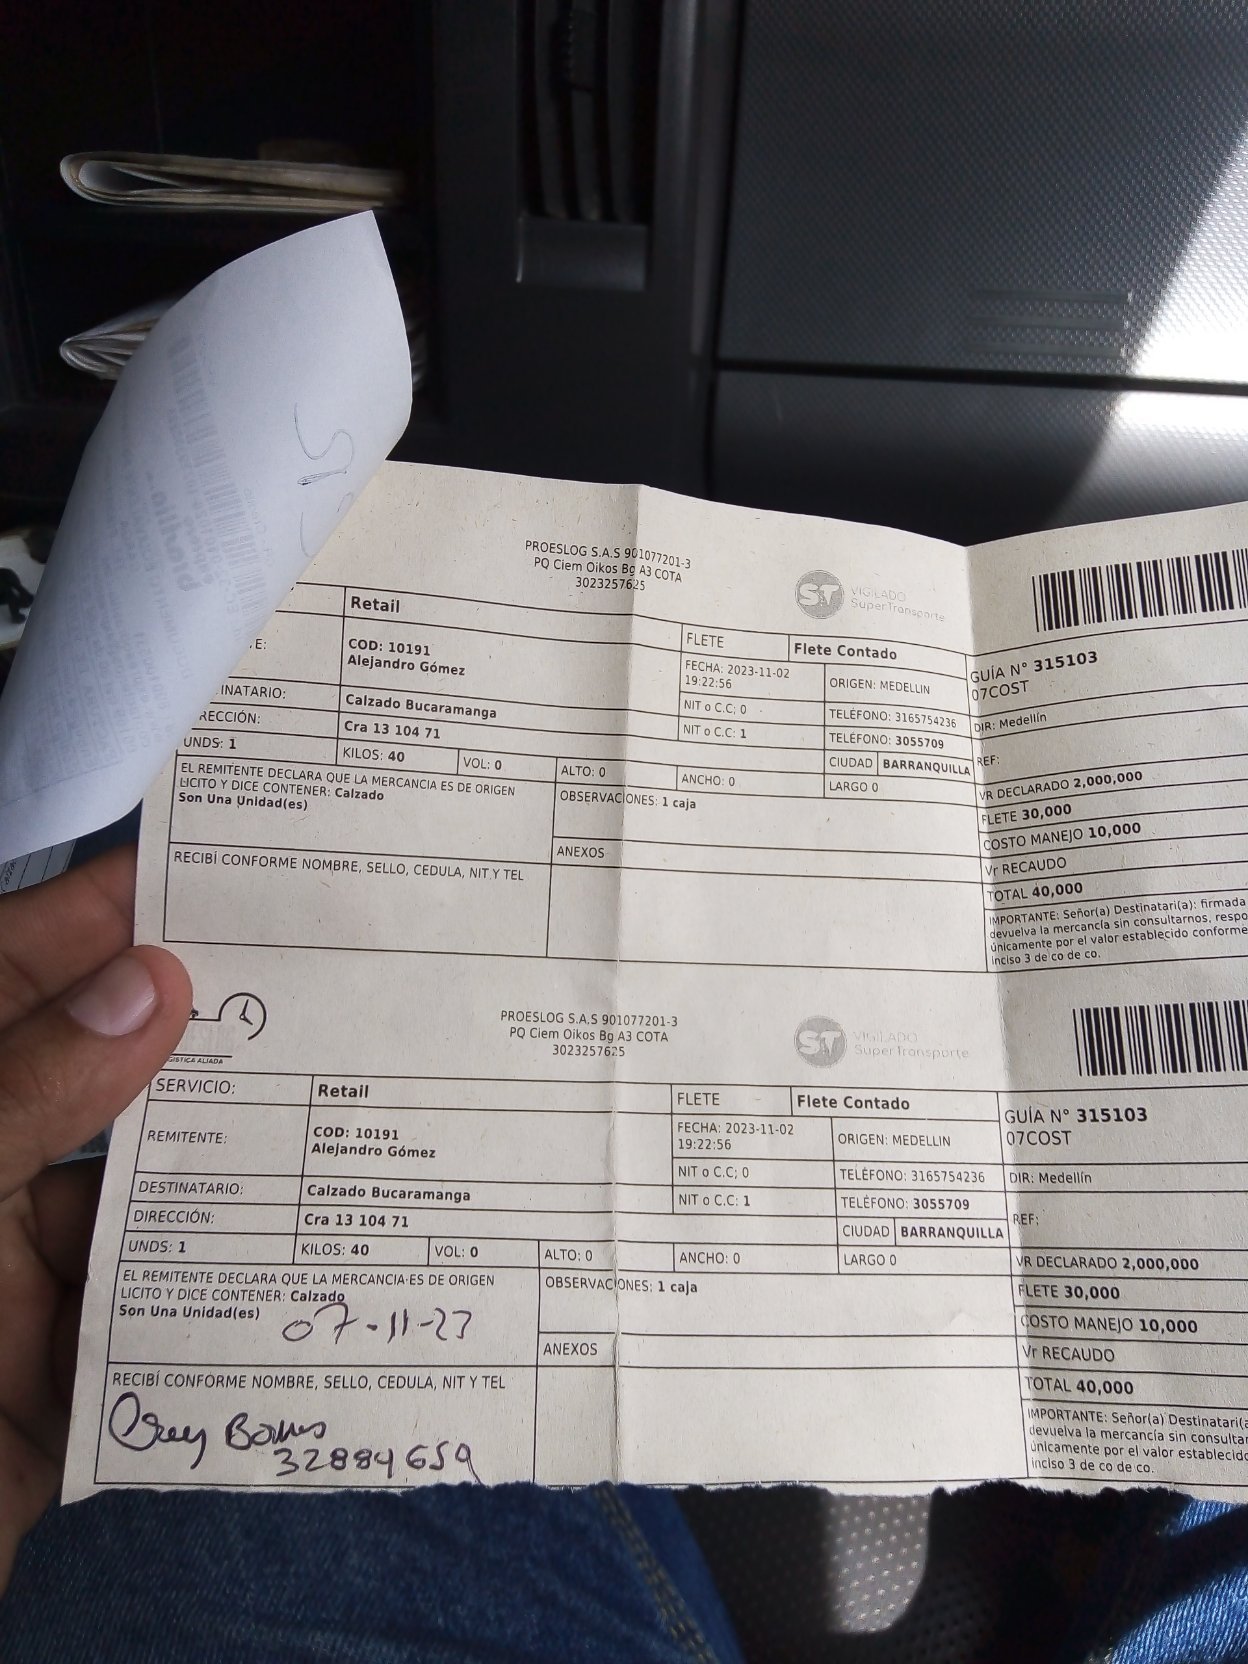 PROESLOG S.A.S 901077201-3
PQ Ciem Oikos Bg A3 COTA
3023257625
ST VIGILADO
SuperTransporte
Retail
FLETE Flete Contado
COD: 10191
Alejandro Gómez
FECHA: 2023-11-02
19:22:56
ORIGEN: MEDELLIN
GUÍA N° 315103
07COST
INATARIO: Calzado Bucaramanga
NIT o C.C; 0
TELÉFONO: 3165754236
DIR: Medellín
RECCIÓN: Cra 13 104 71
NIT o C.C: 1
TELÉFONO: 3055709
CIUDAD BARRANQUILLA
REF:
UNDS: 1 KILOS: 40 VOL: 0 ALTO: 0 ANCHO: 0 LARGO 0
VR DECLARADO 2,000,000
EL REMITENTE DECLARA QUE LA MERCANCIA ES DE ORIGEN
LICITO Y DICE CONTENER: Calzado
Son Una Unidad(es)
OBSERVACIONES: 1 caja
FLETE 30,000
COSTO MANEJO 10,000
ANEXOS
Vr RECAUDO
RECIBÍ CONFORME NOMBRE, SELLO, CEDULA, NIT Y TEL
TOTAL 40,000
IMPORTANTE: Señor(a) Destinatari(a): firmada
devuelva la mercancía sin consultarnos, respo
únicamente por el valor establecido conforme
inciso 3 de co de co.
GISTICA ALIADA
PROESLOG S.A.S 901077201-3
PQ Ciem Oikos Bg A3 COTA
3023257625
ST VIGILADO
SuperTransporte
SERVICIO: Retail
FLETE Flete Contado
GUÍA N° 315103
07COST
REMITENTE: COD: 10191
Alejandro Gómez
FECHA: 2023-11-02
19:22:56
ORIGEN: MEDELLIN
NIT o C.C; 0
TELÉFONO: 3165754236
DIR: Medellín
DESTINATARIO: Calzado Bucaramanga
NIT o C.C: 1
TELÉFONO: 3055709
DIRECCIÓN: Cra 13 104 71
CIUDAD BARRANQUILLA
REF:
UNDS: 1 KILOS: 40 VOL: 0 ALTO: 0 ANCHO: 0 LARGO 0
VR DECLARADO 2,000,000
EL REMITENTE DECLARA QUE LA MERCANCIA ES DE ORIGEN
LICITO Y DICE CONTENER: Calzado
Son Una Unidad(es)
07-11-23
OBSERVACIONES: 1 caja
FLETE 30,000
COSTO MANEJO 10,000
ANEXOS
Vr RECAUDO
RECIBÍ CONFORME NOMBRE, SELLO, CEDULA, NIT Y TEL
TOTAL 40,000
32884659
IMPORTANTE: Señor(a) Destinatari(a
devuelva la mercancía sin consultar
únicamente por el valor establecido
inciso 3 de co de co.